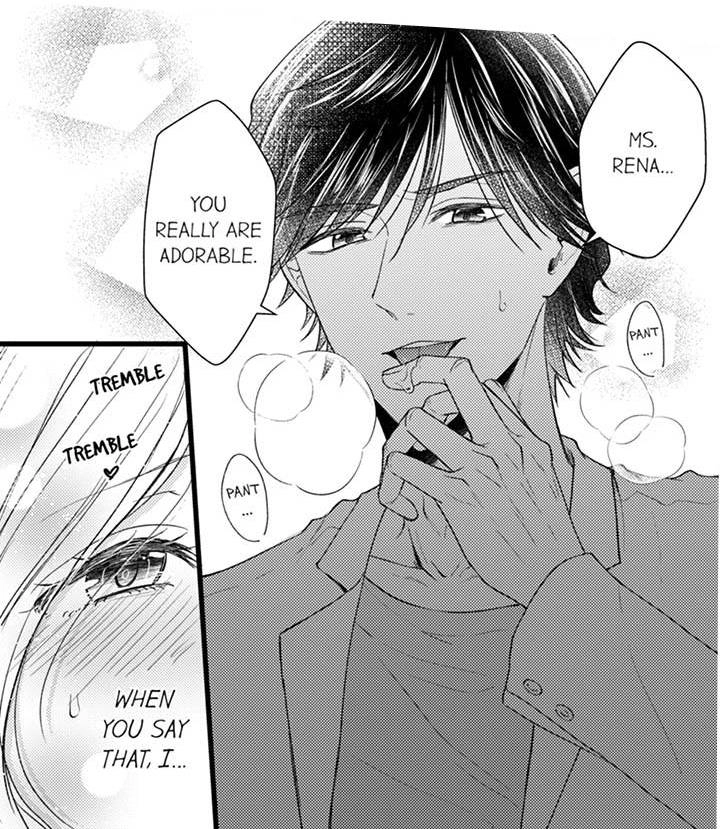 MS.
RENA...
YOU
REALLY ARE
ADORABLE.
PANT
...
PANT
...
TREMBLE
TREMBLE
WHEN
YOU SAY
THAT, I...